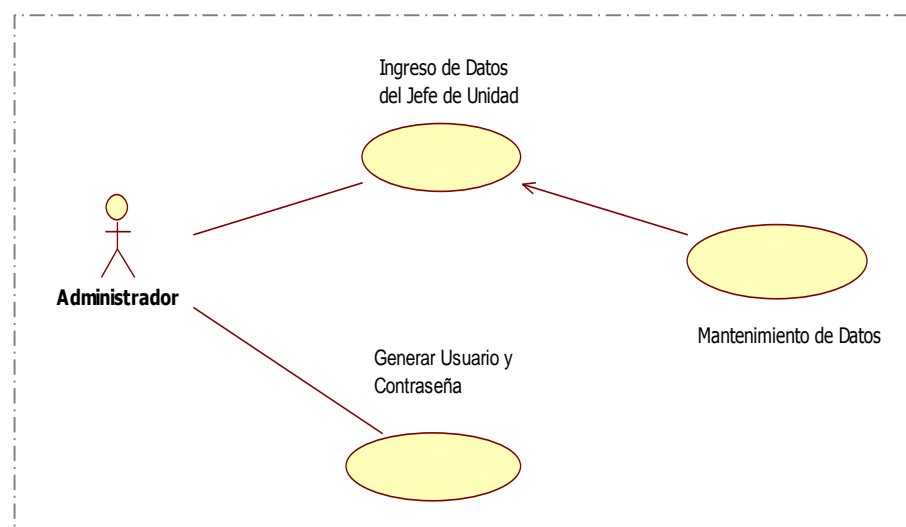 Ingreso de Datos
del Jefe de Unidad
Administrador
Mantenimiento de Datos
Generar Usuario y
Contraseña